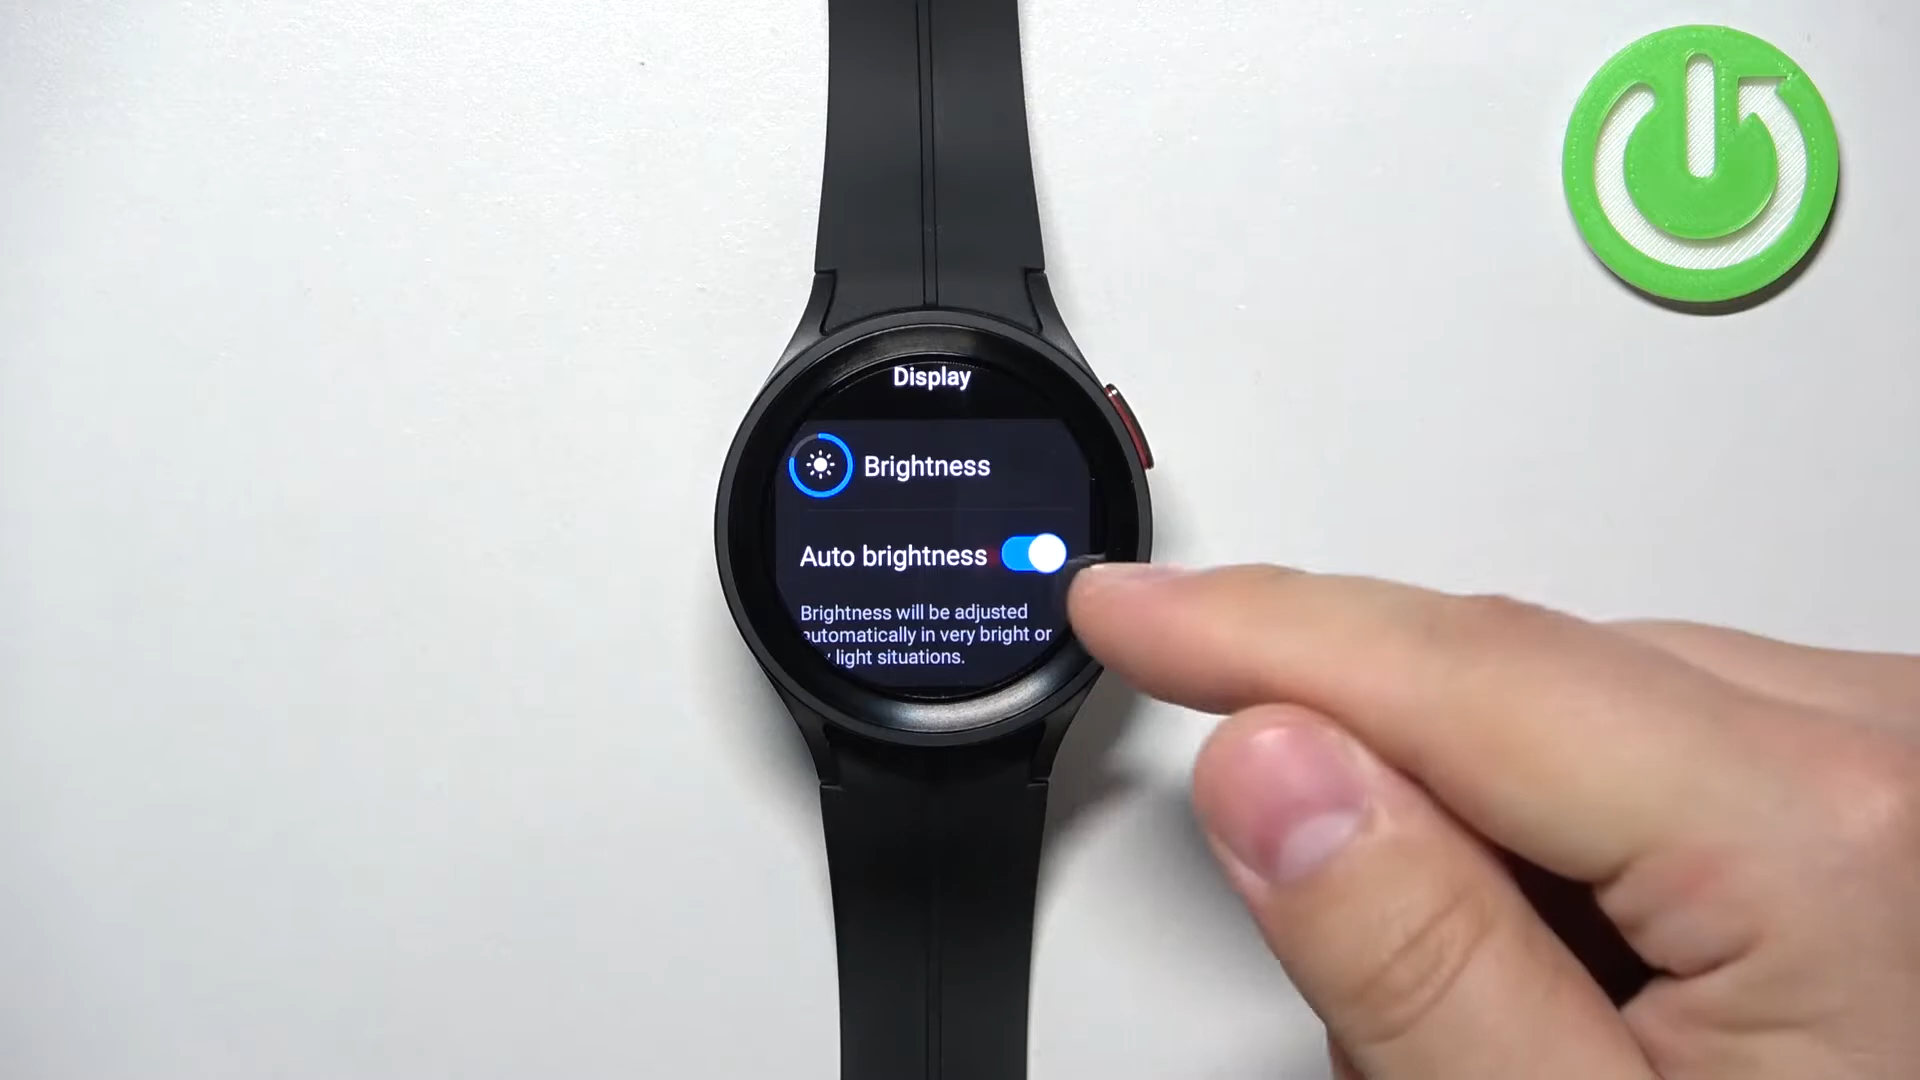 Display
Brightness
Auto brightness
Brightness will be adjusted
automatically in very bright or
light situations.